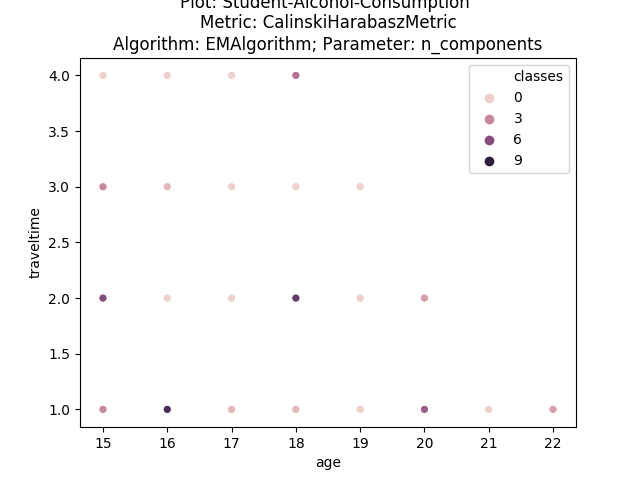 Plot: Student-Alcohol-Consumption
Metric: CalinskiHarabaszMetric
Algorithm: EMAlgorithm; Parameter: n_components
classes
0
3
6
9
4.0
3.5
3.0
2.5
2.0
1.5
1.0
traveltime
15 16 17 18 19 20 21 22
age